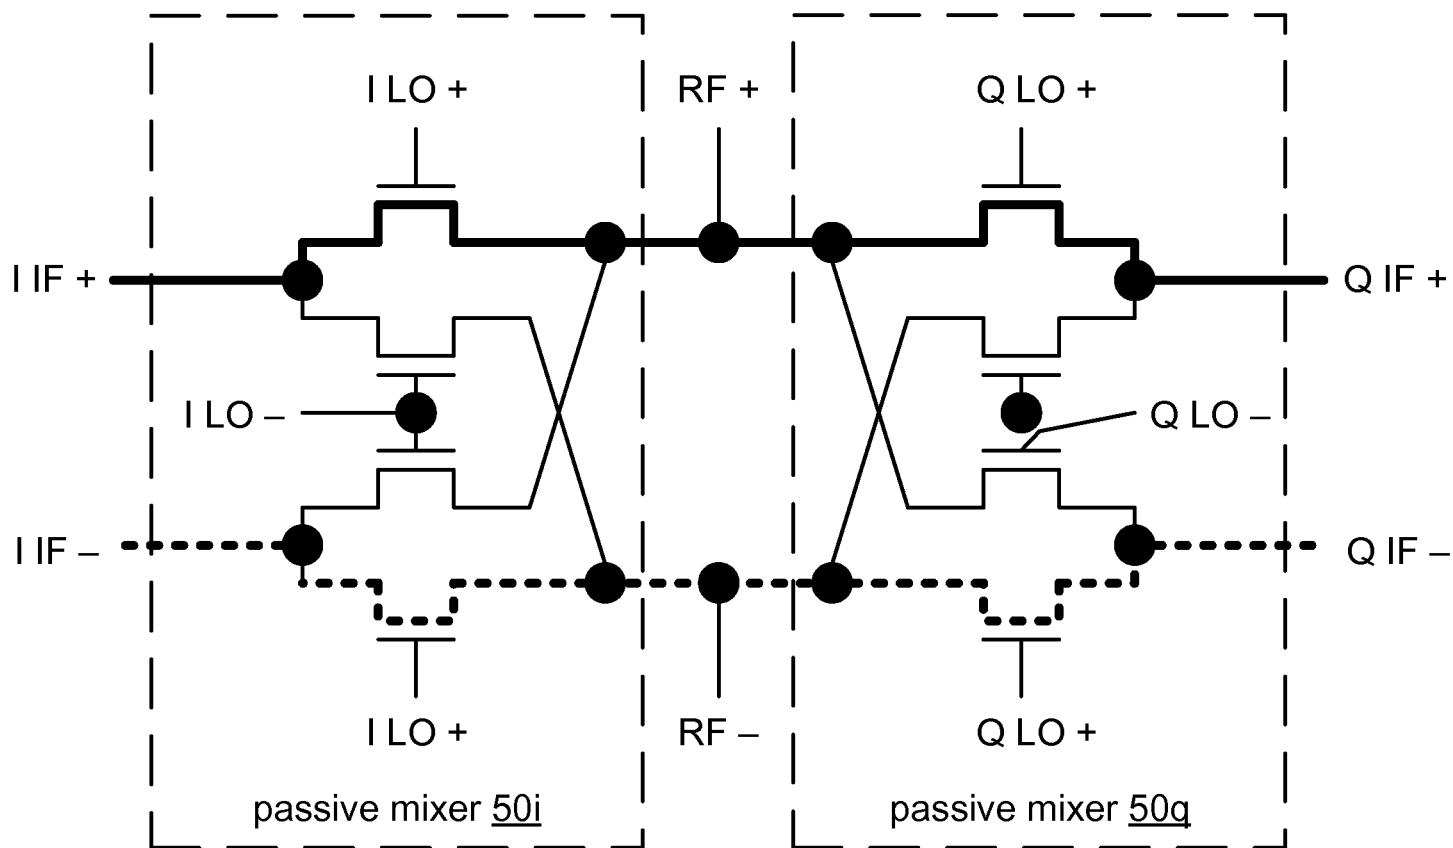 I LO +
RF +
Q LO +
I IF +
Q IF +
I LO –
Q LO –
I IF –
Q IF –
I LO +
RF –
Q LO +
passive mixer 50i
passive mixer 50q